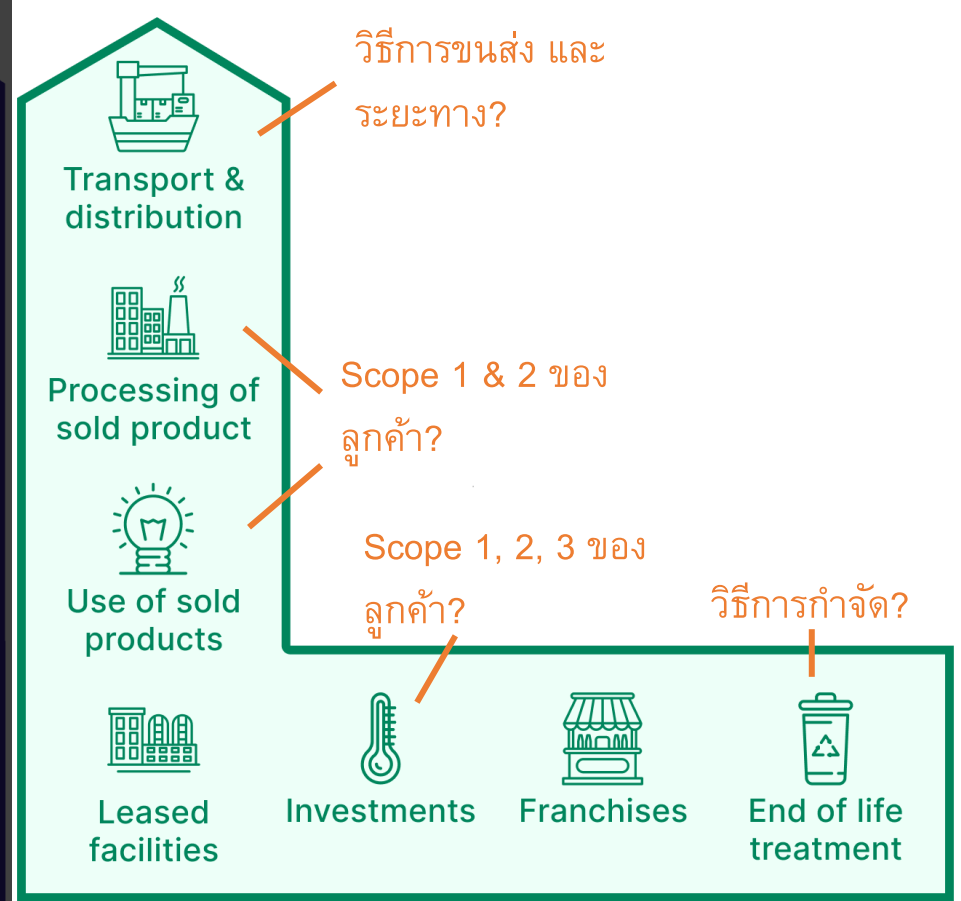 วิธีการขนส่ง และ
ระยะทาง?
Transport &
distribution
Scope 1 & 2 ของ
ลูกค้า?
Processing of
sold product
Scope 1, 2, 3 ของ
ลูกค้า?
วิธีการกำจัด?
Use of sold
products
Leased
facilities
Investments
Franchises
End of life
treatment